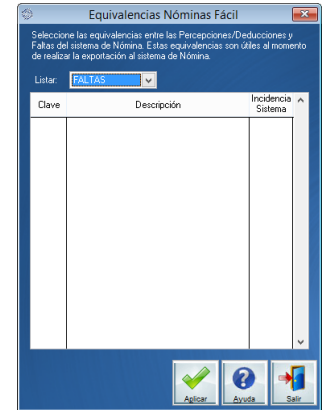 Equivalencias Nóminas Fácil
Seleccione las equivalencias entre las Percepciones/Deducciones y
Faltas del sistema de Nómina. Estas equivalencias son útiles al momento
de realizar la exportación al sistema de Nómina.
Listar: FALTAS
Clave Descripción Incidencia
Sistema
Aplicar Ayuda Salir